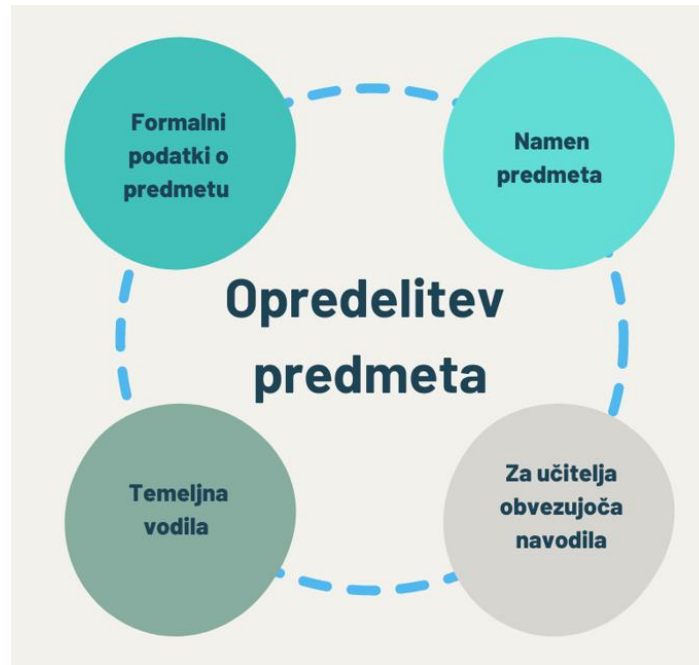 Formalni
podatki o
predmetu
Namen
predmeta
Opredelitev
predmeta
Temeljna
vodila
Za učitelja
obvezujoča
navodila